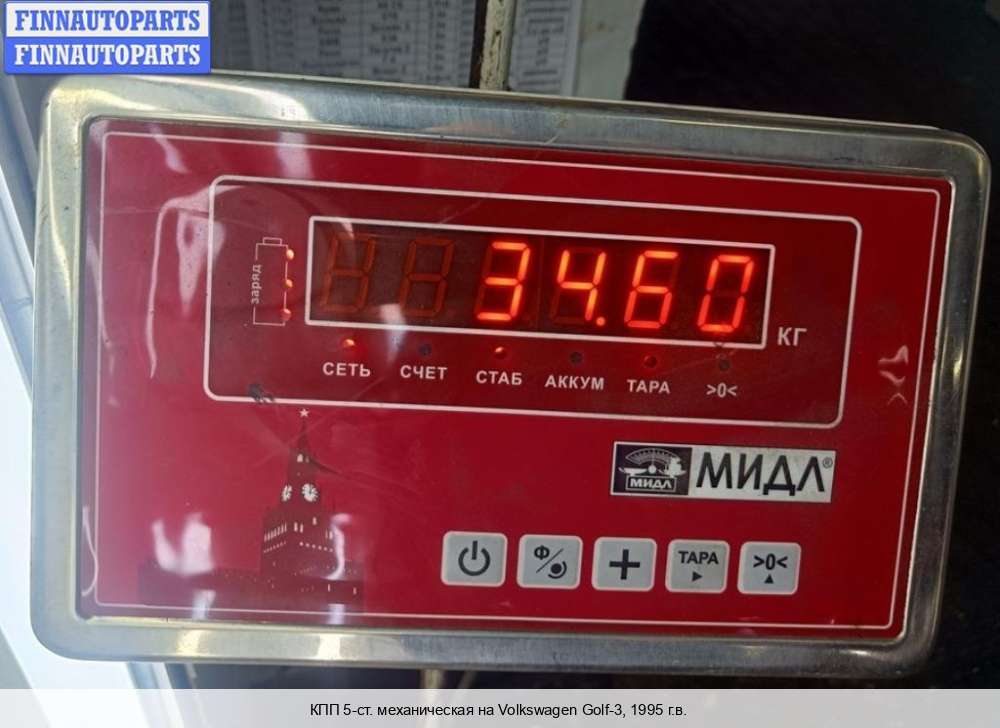 FINNAUTOPARTS
FINNAUTOPARTS
заряд
34.60
КГ
СЕТЬ СЧЕТ СТАБ АККУМ ТАРА >0<
МИДЛ МИДЛ®
Ф ТАРА >0<
КПП 5-ст. механическая на Volkswagen Golf-3, 1995 г.в.